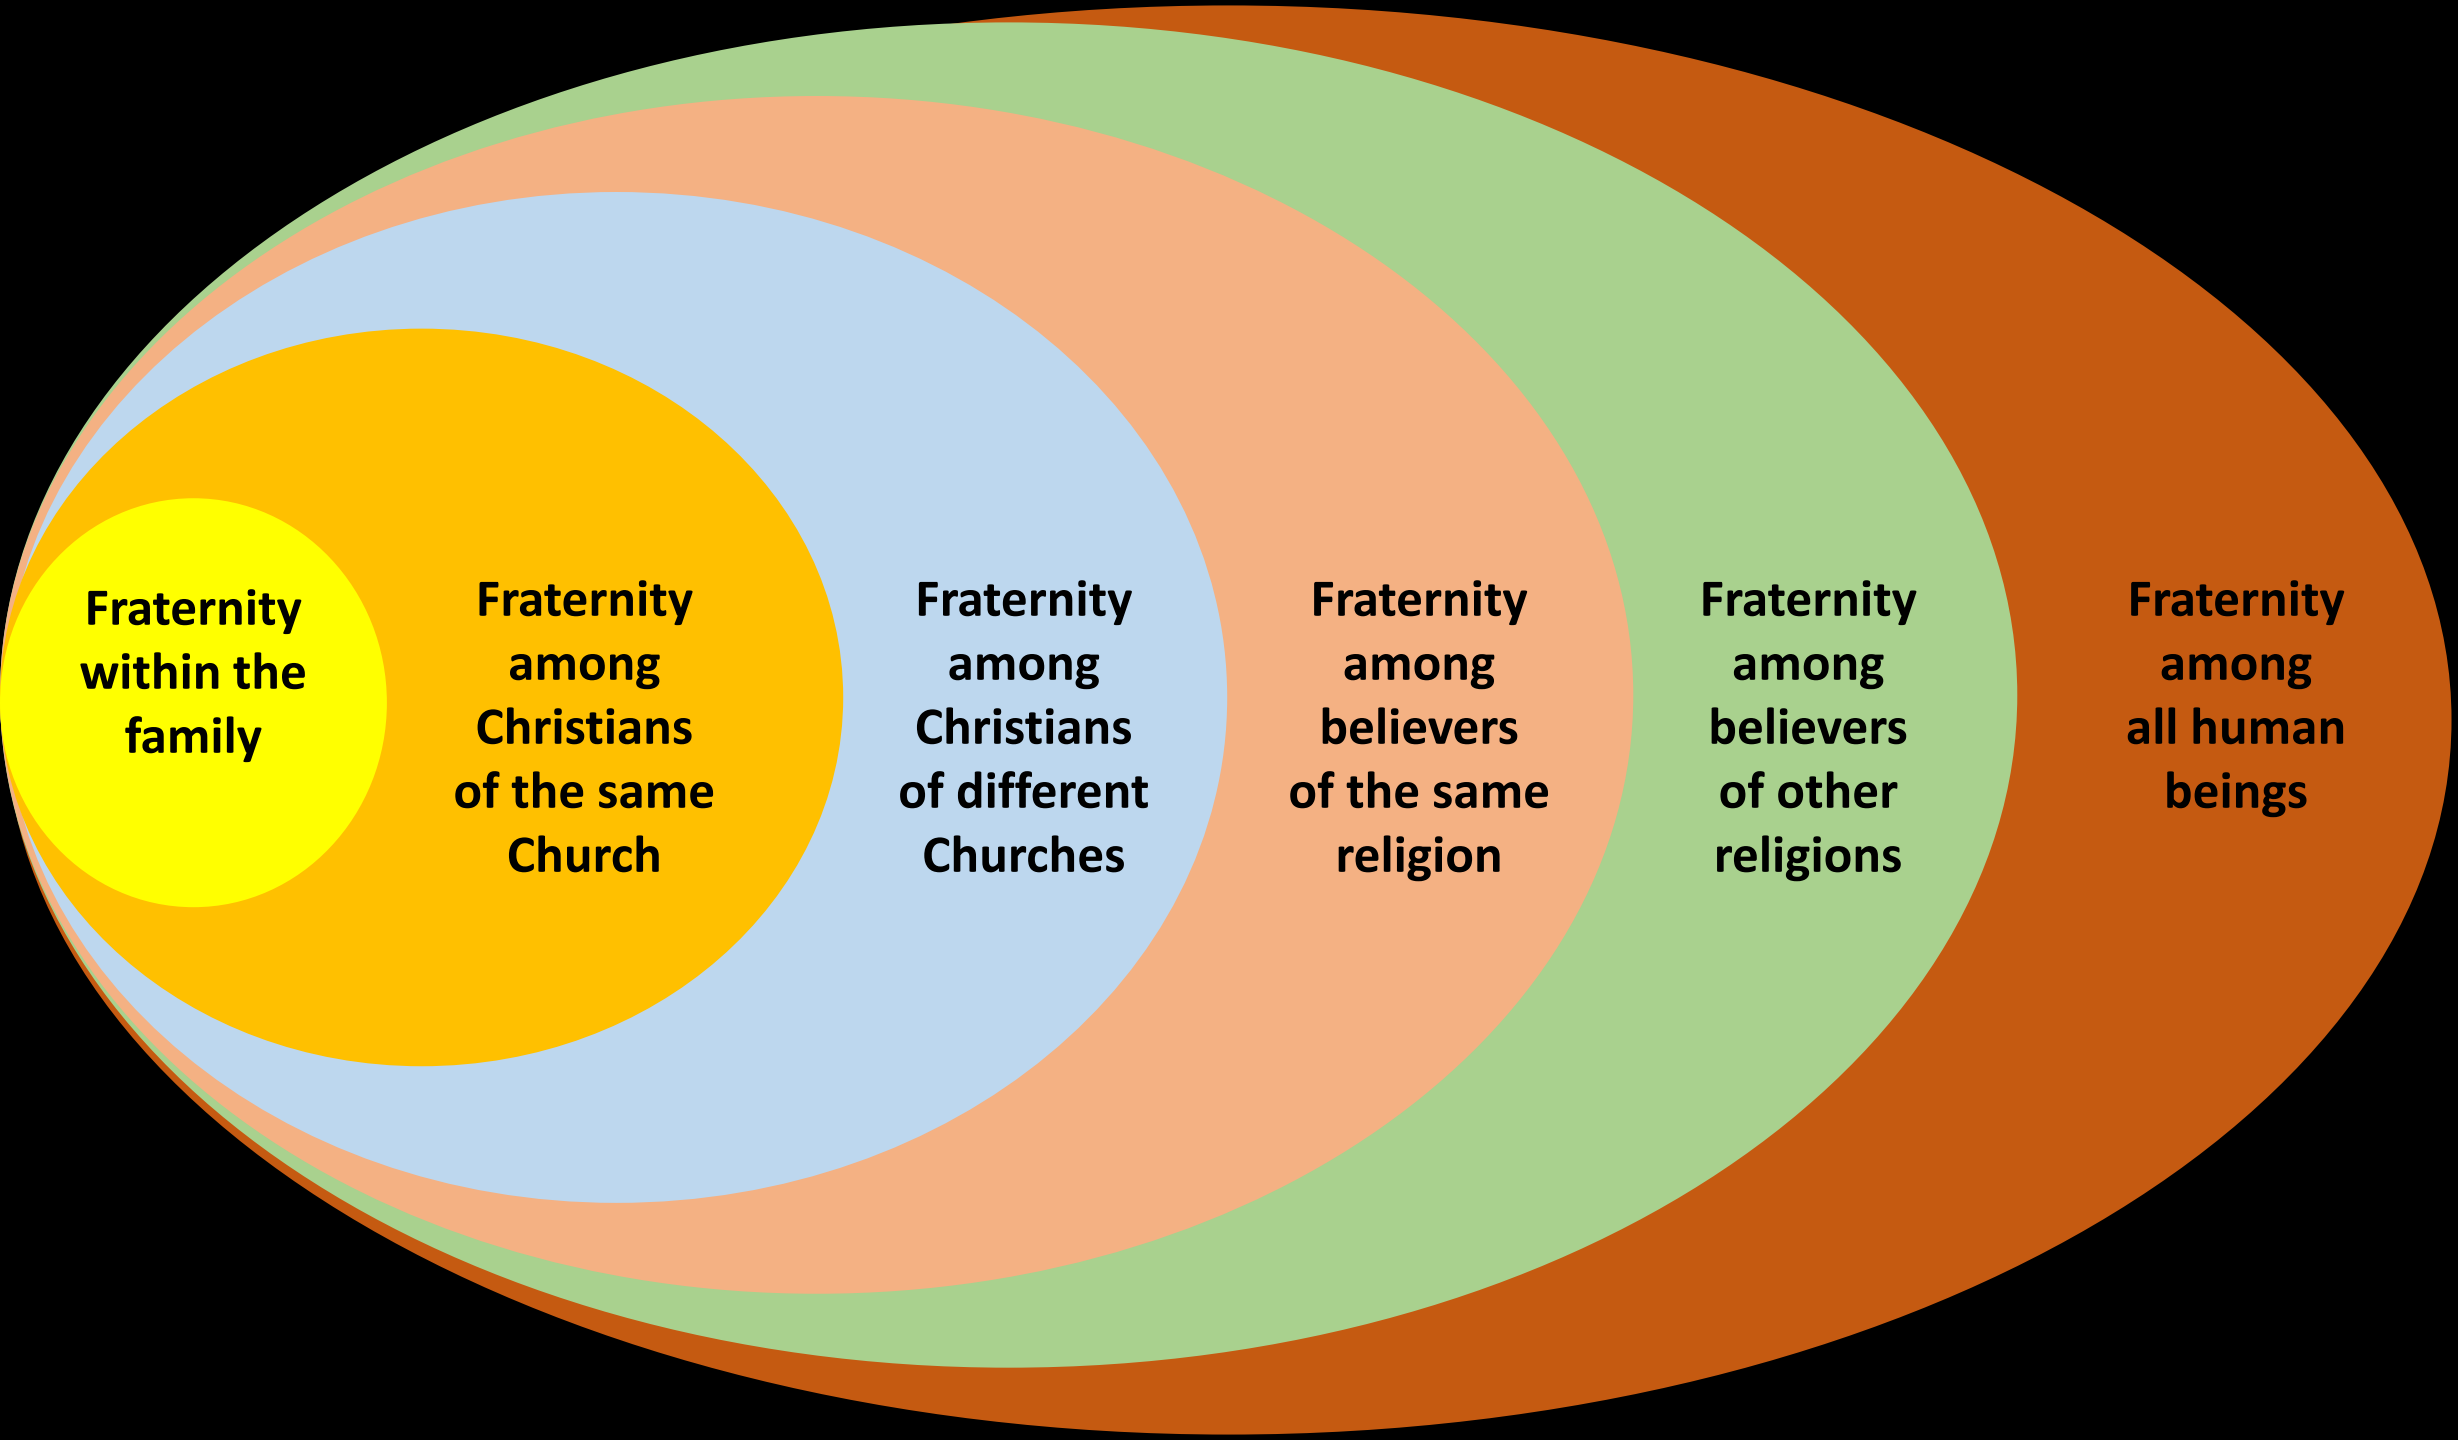 Fraternity
within the
family
Fraternity
among
Christians
of the same
Church
Fraternity
among
Christians
of different
Churches
Fraternity
among
believers
of the same
religion
Fraternity
among
believers
of other
religions
Fraternity
among
all human
beings